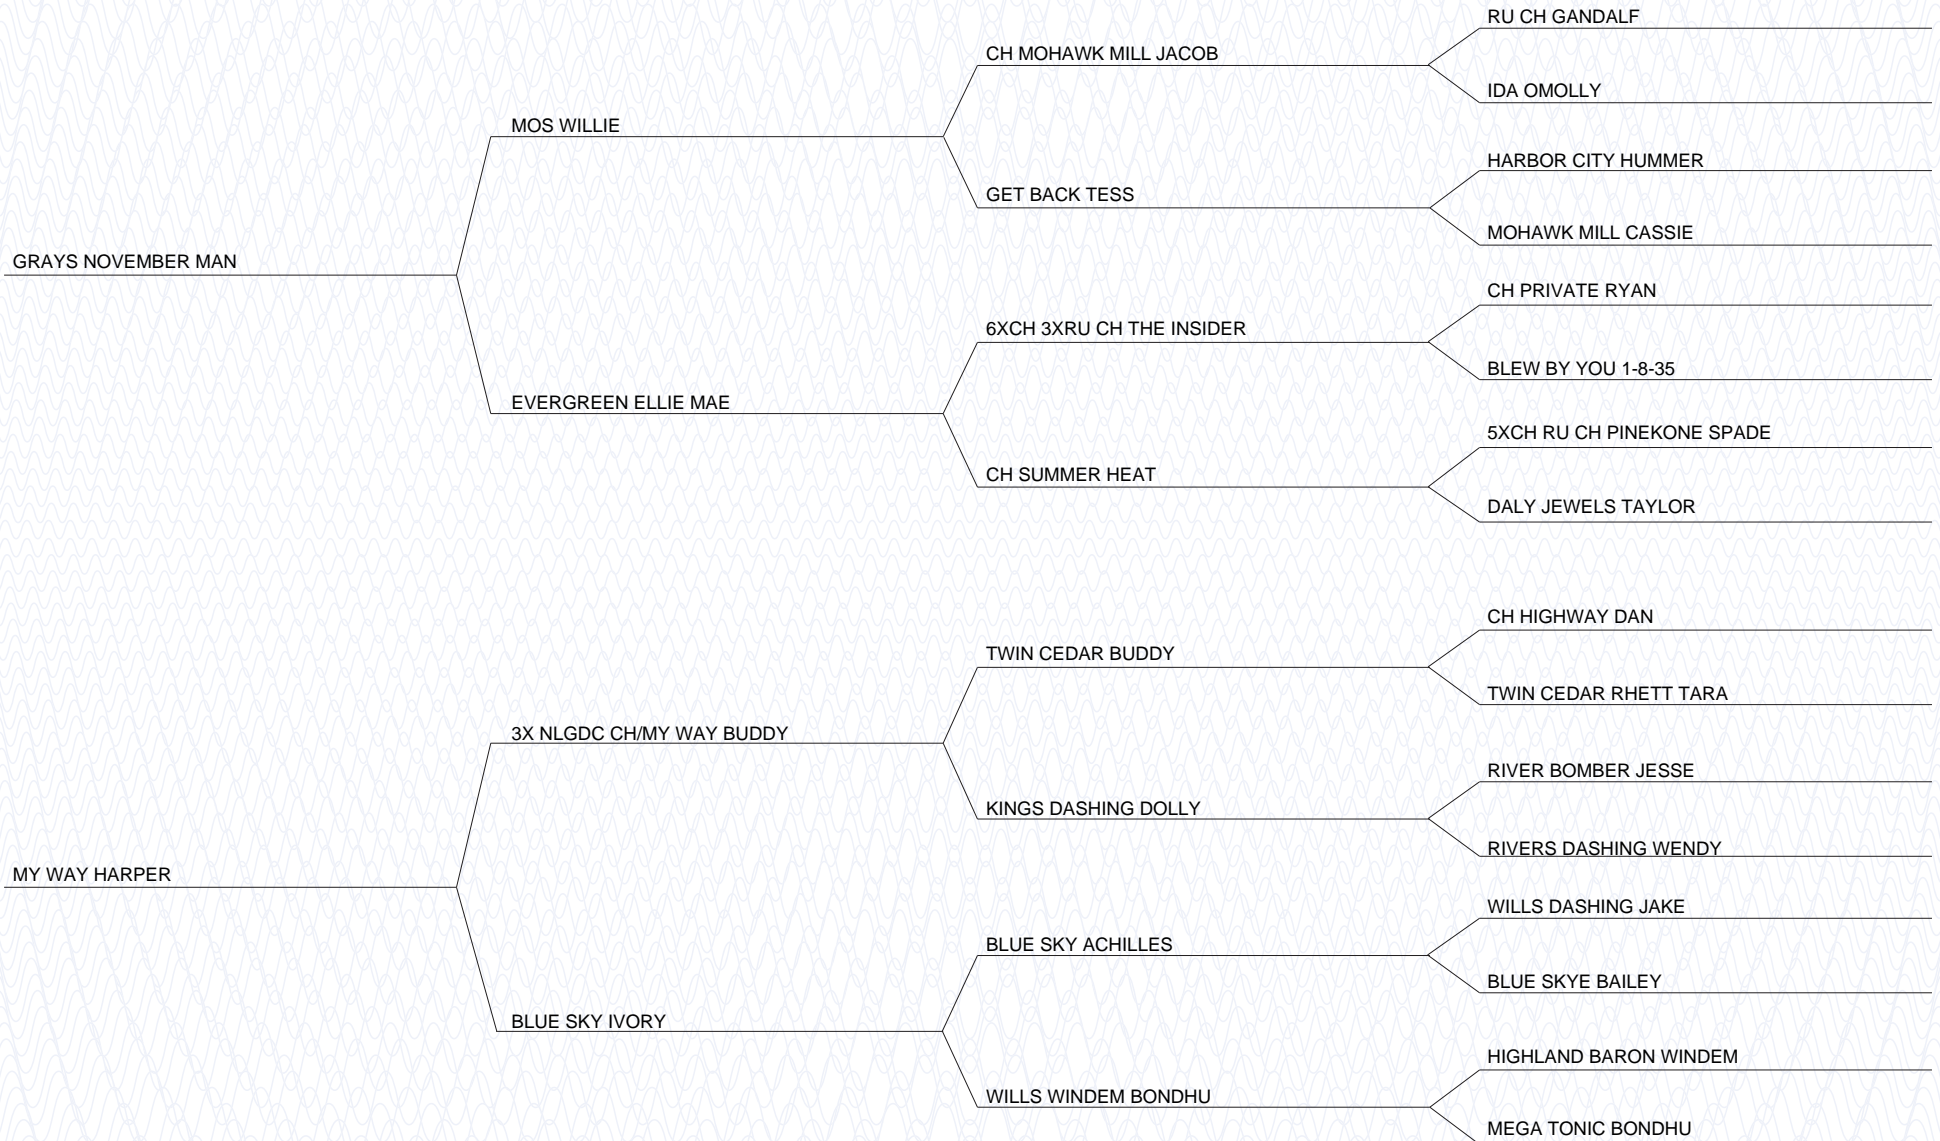 RU CH GANDALF
CH MOHAWK MILL JACOB
IDA OMOLLY
MOS WILLIE
HARBOR CITY HUMMER
GET BACK TESS
MOHAWK MILL CASSIE
GRAYS NOVEMBER MAN
CH PRIVATE RYAN
6XCH 3XRU CH THE INSIDER
BLEW BY YOU 1-8-35
EVERGREEN ELLIE MAE
5XCH RU CH PINEKONE SPADE
CH SUMMER HEAT
DALY JEWELS TAYLOR
CH HIGHWAY DAN
TWIN CEDAR BUDDY
TWIN CEDAR RHETT TARA
3X NLGDC CH/MY WAY BUDDY
RIVER BOMBER JESSE
KINGS DASHING DOLLY
RIVERS DASHING WENDY
MY WAY HARPER
WILLS DASHING JAKE
BLUE SKY ACHILLES
BLUE SKYE BAILEY
BLUE SKY IVORY
HIGHLAND BARON WINDEM
WILLS WINDEM BONDHU
MEGA TONIC BONDHU